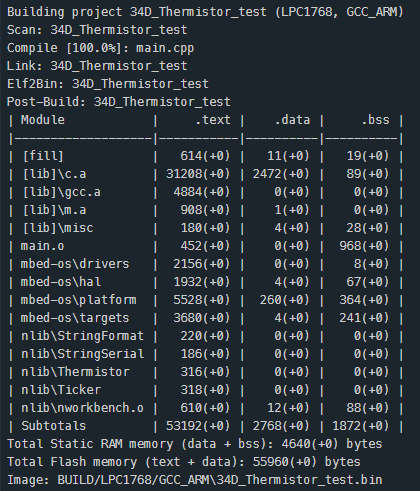 Building project 34D_Thermistor_test (LPC1768, GCC_ARM)
Scan: 34D_Thermistor_test
Compile [100.0%]: main.cpp
Link: 34D_Thermistor_test
Elf2Bin: 34D_Thermistor_test
Post-Build: 34D_Thermistor_test
| Module            |     .text |    .data |     .bss |
|-------------------|-----------|----------|----------|
| [fill]            |   614(+0) |   11(+0) |   19(+0) |
| [lib]\c.a         | 31208(+0) | 2472(+0) |   89(+0) |
| [lib]\gcc.a       |  4884(+0) |    0(+0) |    0(+0) |
| [lib]\m.a         |   908(+0) |    1(+0) |    0(+0) |
| [lib]\misc        |   180(+0) |    4(+0) |   28(+0) |
| main.o            |   452(+0) |    0(+0) |  968(+0) |
| mbed-os\drivers   |  2156(+0) |    0(+0) |    8(+0) |
| mbed-os\hal       |  1932(+0) |    4(+0) |   67(+0) |
| mbed-os\platform  |  5528(+0) |  260(+0) |  364(+0) |
| mbed-os\targets   |  3680(+0) |    4(+0) |  241(+0) |
| nlib\StringFormat |   220(+0) |    0(+0) |    0(+0) |
| nlib\StringSerial |   186(+0) |    0(+0) |    0(+0) |
| nlib\Thermistor   |   316(+0) |    0(+0) |    0(+0) |
| nlib\Ticker       |   318(+0) |    0(+0) |    0(+0) |
| nlib\nworkbench.o |   610(+0) |   12(+0) |   88(+0) |
| Subtotals         | 53192(+0) | 2768(+0) | 1872(+0) |
Total Static RAM memory (data + bss): 4640(+0) bytes
Total Flash memory (text + data): 55960(+0) bytes
Image: BUILD/LPC1768/GCC_ARM\34D_Thermistor_test.bin